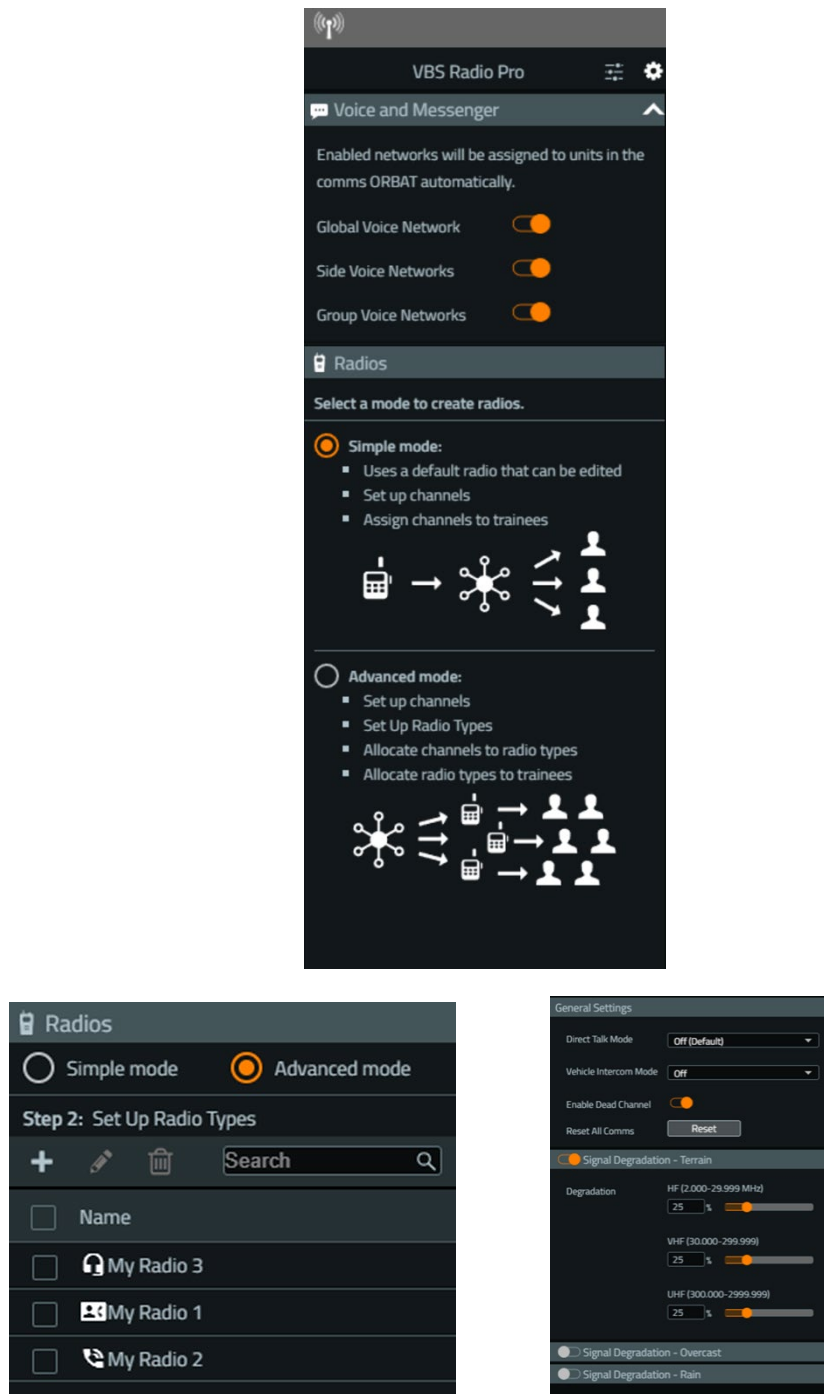 VBS Radio Pro
Voice and Messenger
Enabled networks will be assigned to units in the
comms ORBAT automatically.
Global Voice Network
Side Voice Networks
Group Voice Networks
Radios
Select a mode to create radios.
Simple mode:
Uses a default radio that can be edited
Set up channels
Assign channels to trainees
Advanced mode:
Set up channels
Set Up Radio Types
Allocate channels to radio types
Allocate radio types to trainees
Radios
Simple mode Advanced mode
Step 2: Set Up Radio Types
Search
Name
My Radio 3
My Radio 1
My Radio 2
General Settings
Direct Talk Mode Off (Default)
Vehicle Intercom Mode Off
Enable Dead Channel
Reset All Comms Reset
Signal Degradation - Terrain
Degradation HF (2.000-29.999 MHz)
25 %
VHF (30.000-299.999)
25 %
UHF (300.000-2999.999)
25 %
Signal Degradation - Overcast
Signal Degradation - Rain